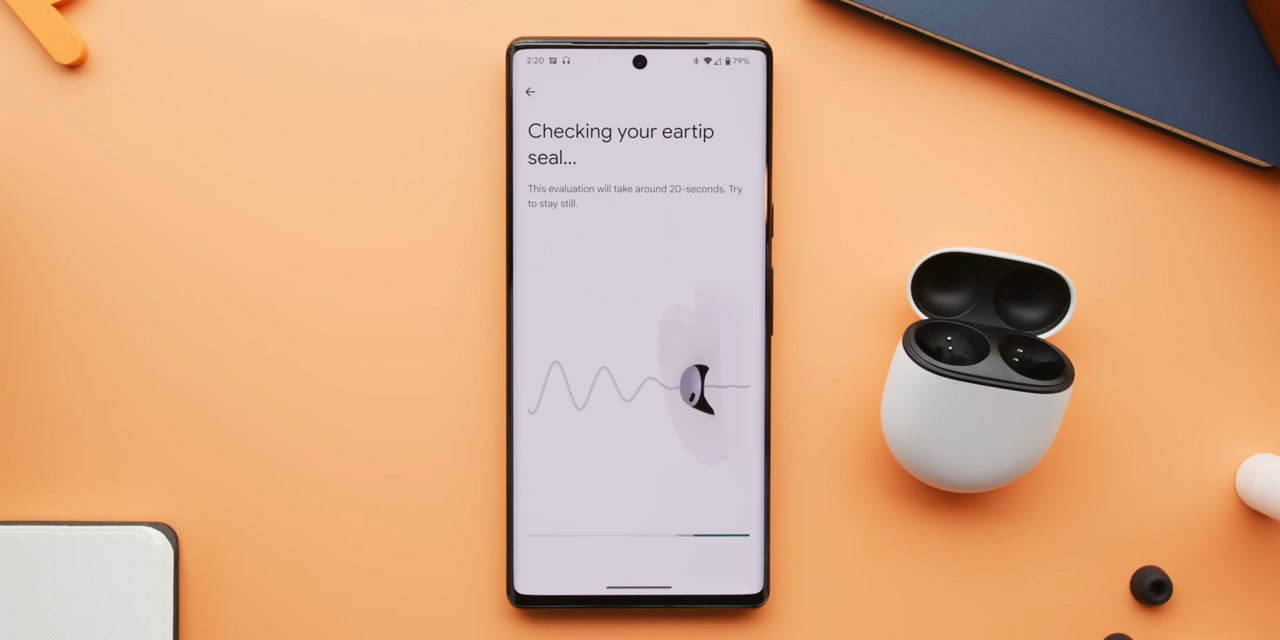 2:20
79%
Checking your eartip
seal...
This evaluation will take around 20-seconds. Try
to stay still.